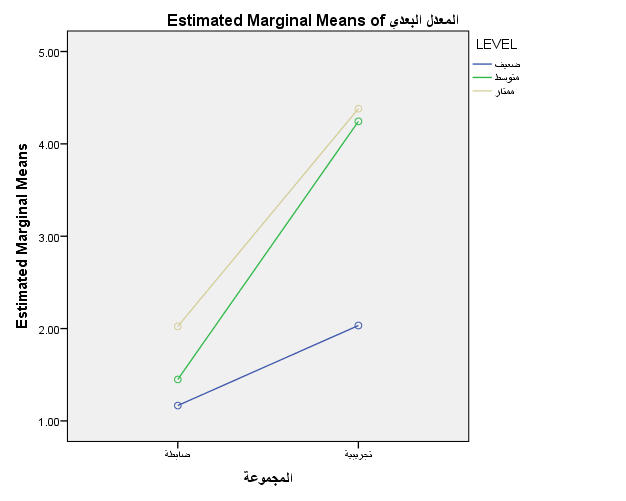 Estimated Marginal Means of المعدل البعدي
LEVEL
ضعيف
متوسط
ممتاز
Estimated Marginal Means
5.00
4.00
3.00
2.00
1.00
ضابطة
تجريبية
المجموعة